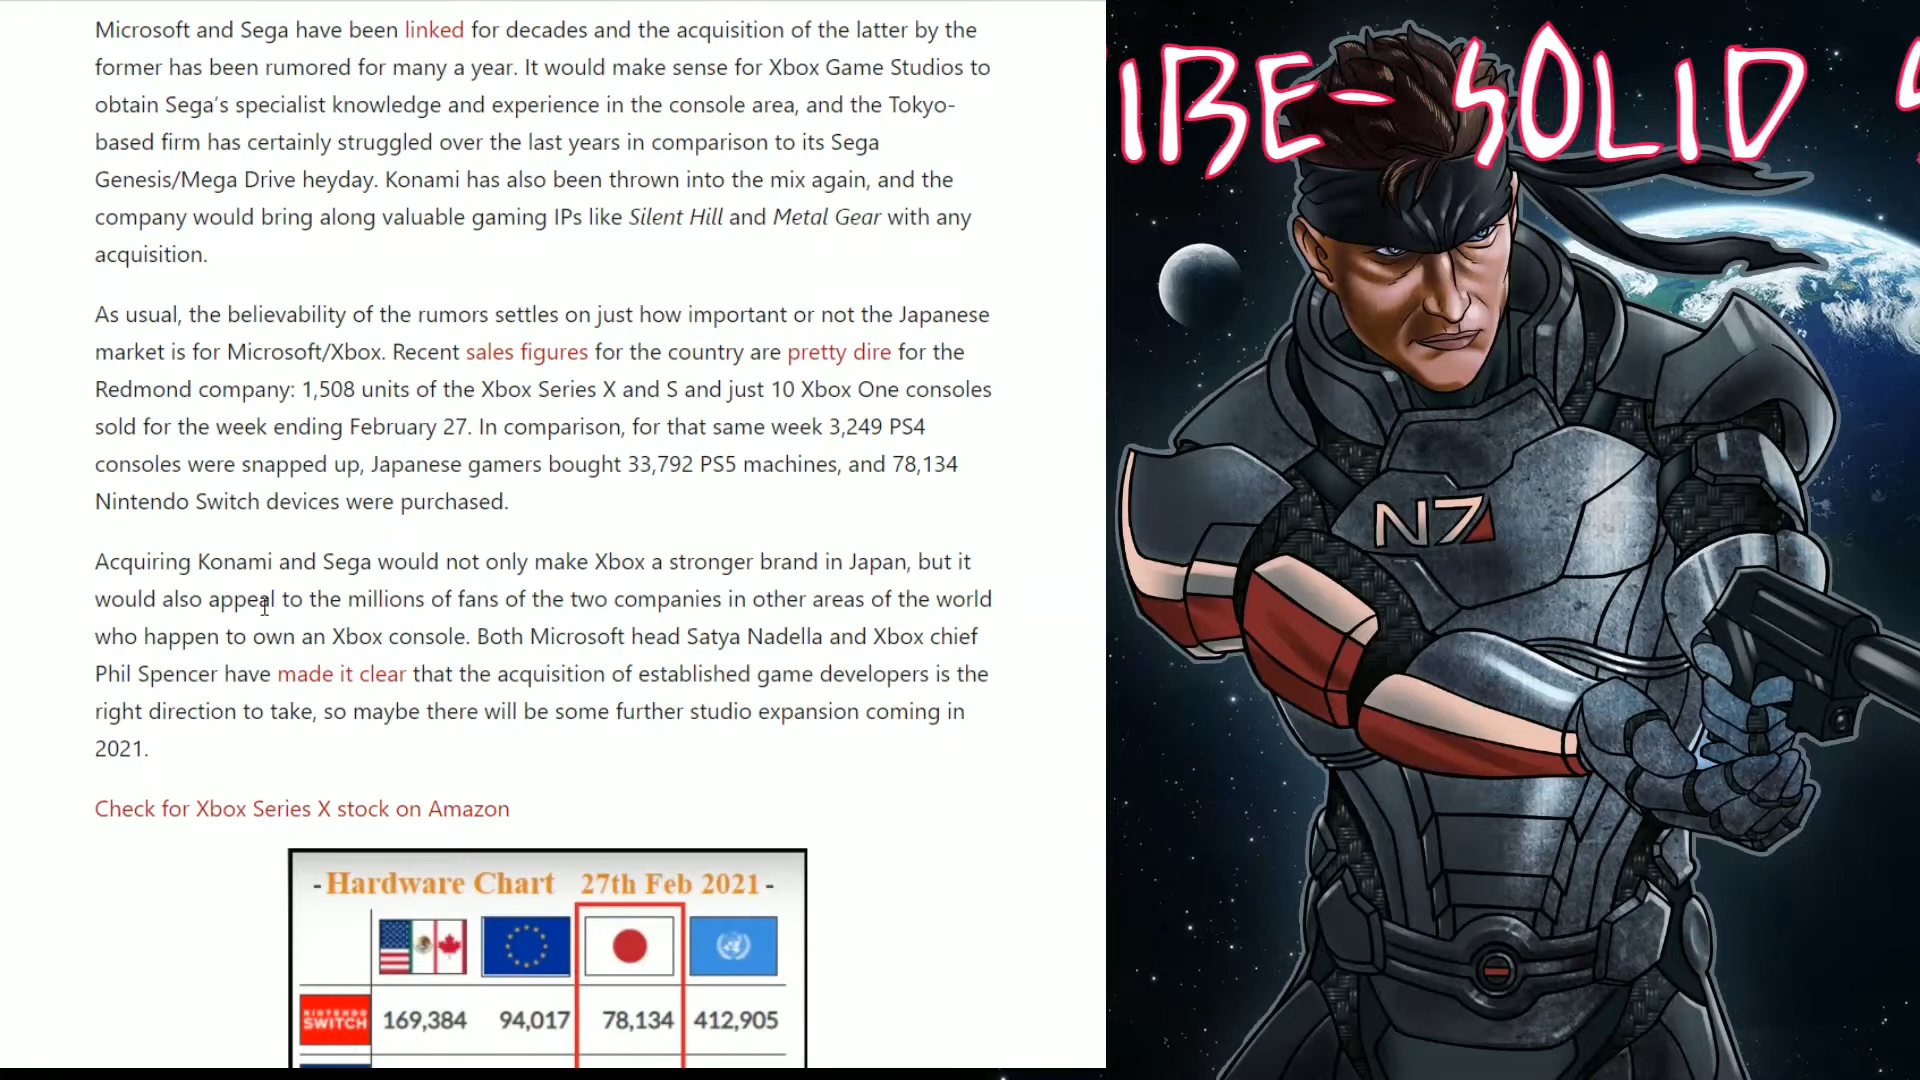 Microsoft and Sega have been linked for decades and the acquisition of the latter by the
former has been rumored for many a year. It would make sense for Xbox Game Studios to
obtain Sega's specialist knowledge and experience in the console area, and the Tokyo-
based firm has certainly struggled over the last years in comparison to its Sega
Genesis/Mega Drive heyday. Konami has also been thrown into the mix again, and the
company would bring along valuable gaming IPs like Silent Hill and Metal Gear with any
acquisition.
As usual, the believability of the rumors settles on just how important or not the Japanese
market is for Microsoft/Xbox. Recent sales figures for the country are pretty dire for the
Redmond company: 1,508 units of the Xbox Series X and S and just 10 Xbox One consoles
sold for the week ending February 27. In comparison, for that same week 3,249 PS4
consoles were snapped up, Japanese gamers bought 33,792 PS5 machines, and 78,134
Nintendo Switch devices were purchased.
Acquiring Konami and Sega would not only make Xbox a stronger brand in Japan, but it
would also appeal to the millions of fans of the two companies in other areas of the world
who happen to own an Xbox console. Both Microsoft head Satya Nadella and Xbox chief
Phil Spencer have made it clear that the acquisition of established game developers is the
right direction to take, so maybe there will be some further studio expansion coming in
2021.
Check for Xbox Series X stock on Amazon
-Hardware Chart 27th Feb 2021-
NINTENDO SWITCH 169,384 94,017 78,134 412,905
IBE- SOLID
N7